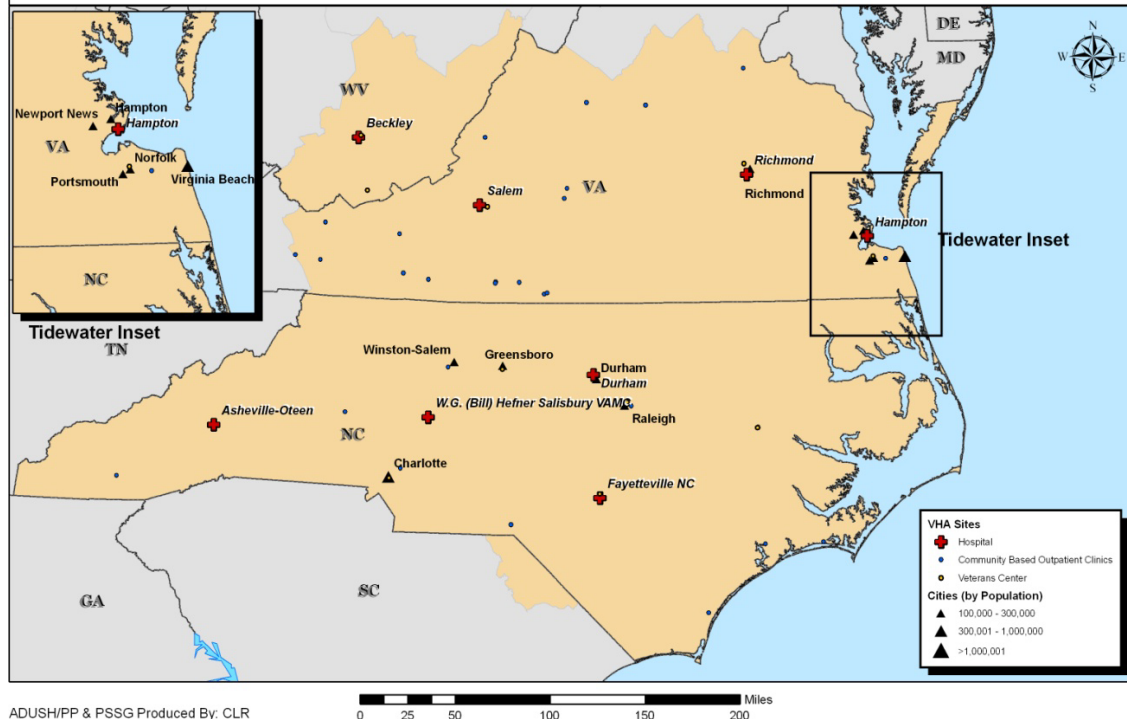 DE
MD
N
W
E
S
WV
Hampton
Newport News
Hampton
VA
Norfolk
Portsmouth
Virginia Beach
NC
Tidewater Inset
Beckley
Richmond
Richmond
VA
Salem
Hampton
Tidewater Inset
TN
Winston-Salem
Greensboro
Durham
Durham
Asheville-Oteen
W.G. (Bill) Hefner Salisbury VAMC
Raleigh
NC
Charlotte
Fayetteville NC
GA
SC
VHA Sites
Hospital
Community Based Outpatient Clinics
Veterans Center
Cities (by Population)
100,000 - 300,000
300,001 - 1,000,000
>1,000,001
ADUSH/PP & PSSG Produced By: CLR
Miles
0 25 50 100 150 200